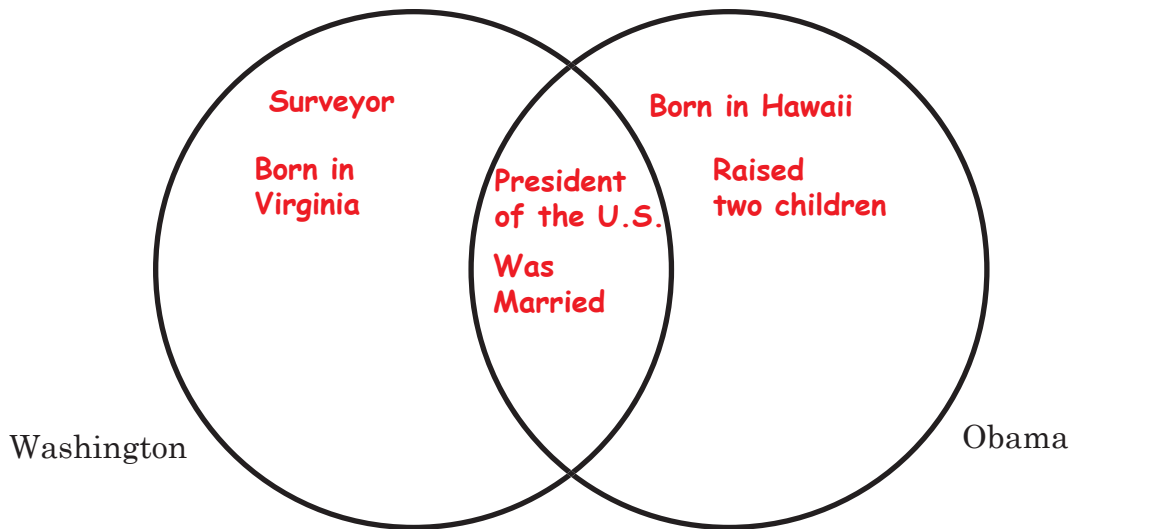 Surveyor
Born in
Virginia
President
of the U.S.
Was
Married
Born in Hawaii
Raised
two children
Washington
Obama